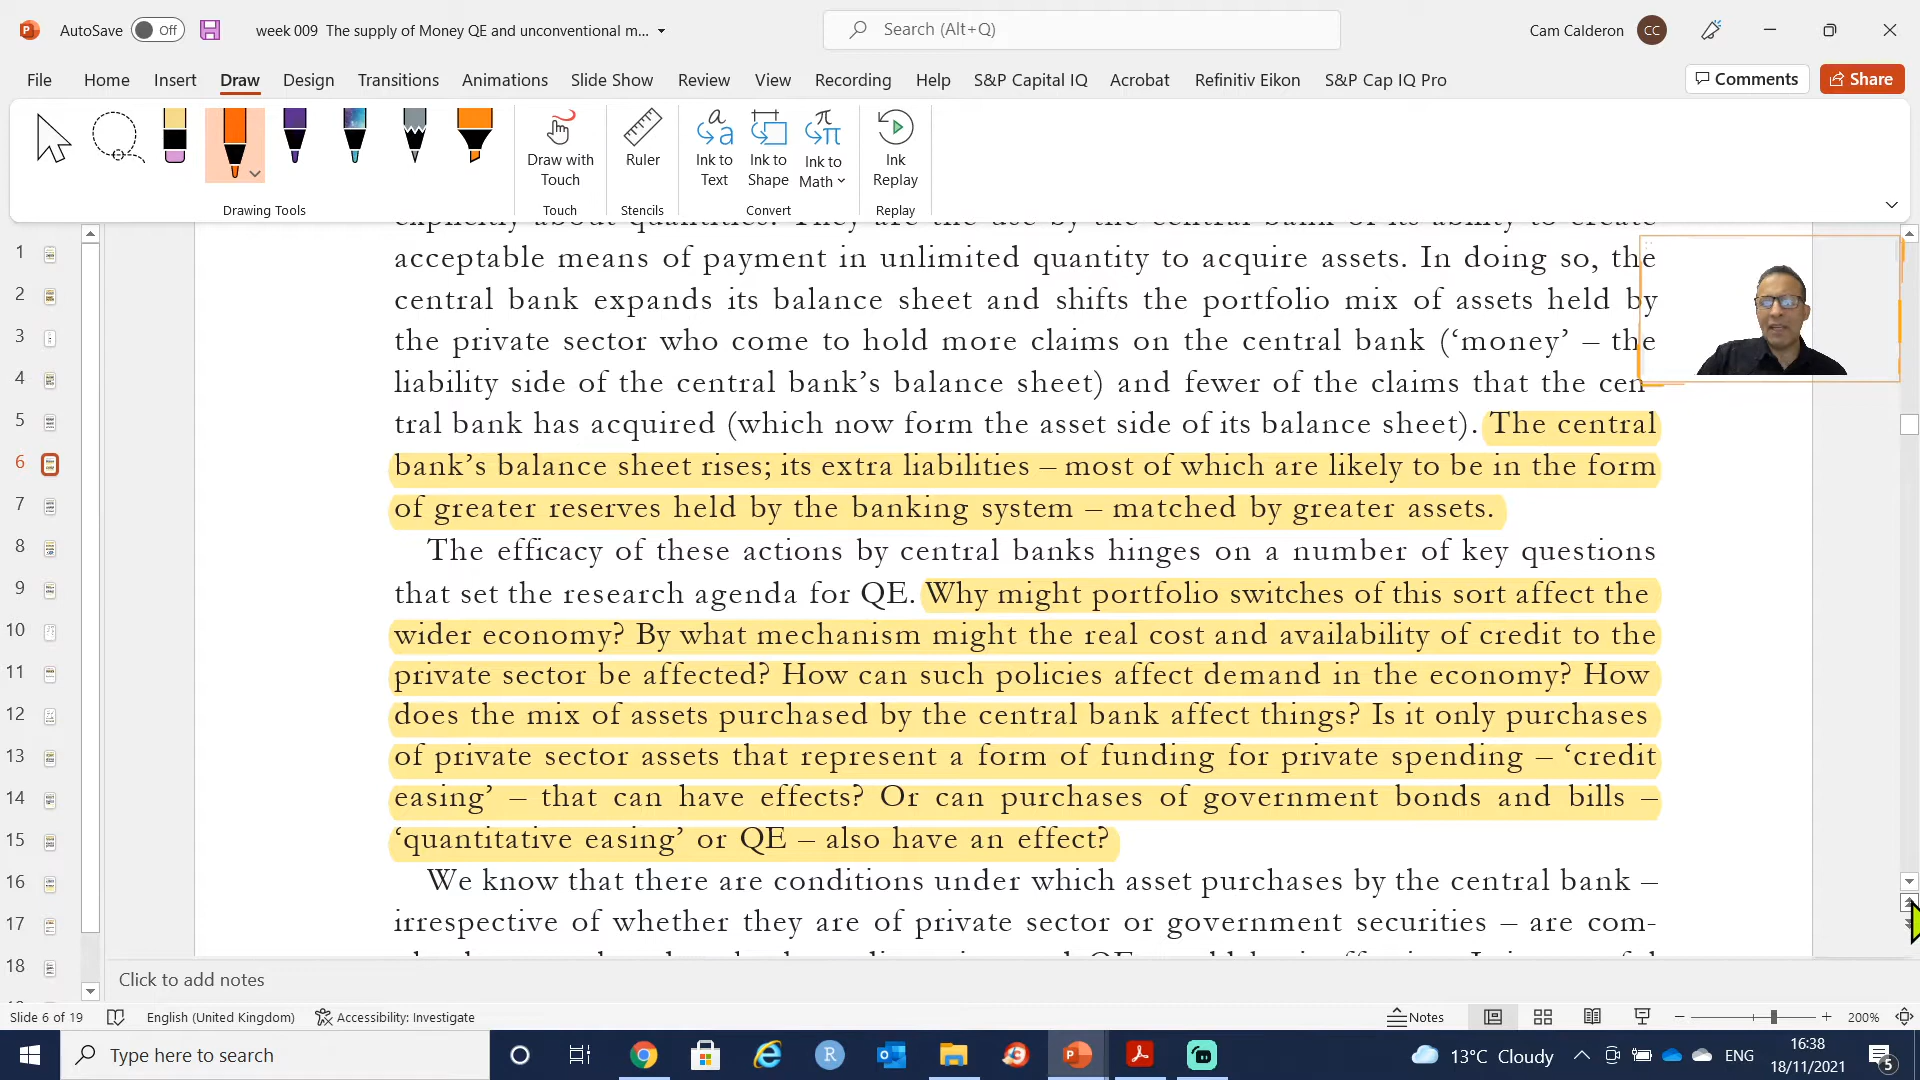 AutoSave Off week 009 The supply of Money QE and unconventional m... Search (Alt+Q) Cam Calderon CC
File Home Insert Draw Design Transitions Animations Slide Show Review View Recording Help S&P Capital IQ Acrobat Refinitiv Eikon S&P Cap IQ Pro Comments Share
Draw with Touch
Ruler
Ink to Text
Ink to Shape
Ink to Math
Ink Replay
Drawing Tools Touch Stencils Convert Replay
explicitly about quantities. They are the use by the central bank of its ability to create
acceptable means of payment in unlimited quantity to acquire assets. In doing so, the
central bank expands its balance sheet and shifts the portfolio mix of assets held by
the private sector who come to hold more claims on the central bank (‘money’ – the
liability side of the central bank’s balance sheet) and fewer of the claims that the cen-
tral bank has acquired (which now form the asset side of its balance sheet). The central
bank’s balance sheet rises; its extra liabilities – most of which are likely to be in the form
of greater reserves held by the banking system – matched by greater assets.
The efficacy of these actions by central banks hinges on a number of key questions
that set the research agenda for QE. Why might portfolio switches of this sort affect the
wider economy? By what mechanism might the real cost and availability of credit to the
private sector be affected? How can such policies affect demand in the economy? How
does the mix of assets purchased by the central bank affect things? Is it only purchases
of private sector assets that represent a form of funding for private spending – ‘credit
easing’ – that can have effects? Or can purchases of government bonds and bills –
‘quantitative easing’ or QE – also have an effect?
We know that there are conditions under which asset purchases by the central bank –
irrespective of whether they are of private sector or government securities – are com-
1
2
3
4
5
6
7
8
9
10
11
12
13
14
15
16
17
18
Click to add notes
Slide 6 of 19 English (United Kingdom) Accessibility: Investigate Notes 200%
Type here to search 13°C Cloudy ENG 16:38
18/11/2021 5